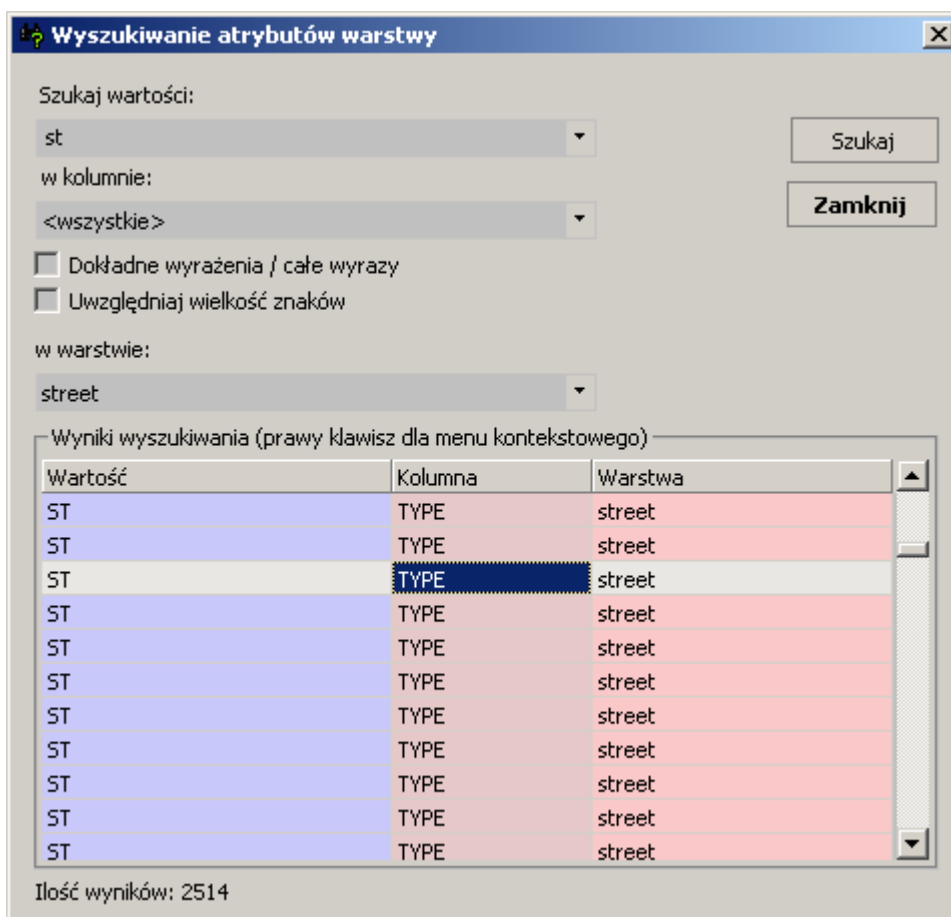 Wyszukiwanie atrybutów warstwy
Szukaj wartości:
st
Szukaj
w kolumnie:
Zamknij
<wszystkie>
Dokładne wyrażenia / całe wyrazy
Uwzględniaj wielkość znaków
w warstwie:
street
Wyniki wyszukiwania (prawy klawisz dla menu kontekstowego)
Wartość Kolumna Warstwa
ST TYPE street
ST TYPE street
ST TYPE street
ST TYPE street
ST TYPE street
ST TYPE street
ST TYPE street
ST TYPE street
ST TYPE street
ST TYPE street
ST TYPE street
Ilość wyników: 2514